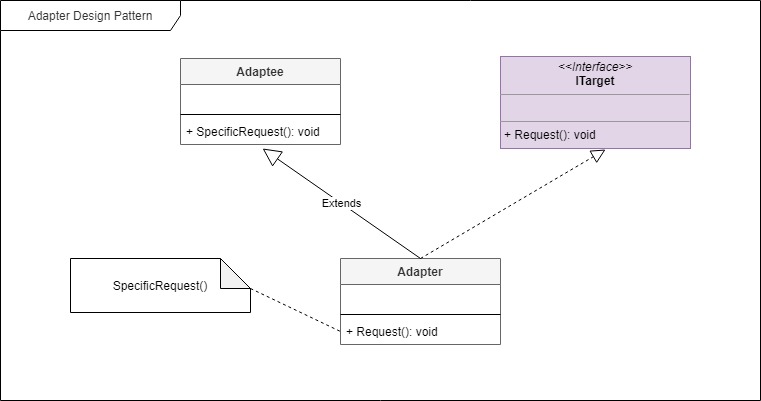 Adapter Design Pattern
Adaptee
+ SpecificRequest(): void
<<Interface>>
ITarget
+ Request(): void
Extends
Adapter
+ Request(): void
SpecificRequest()